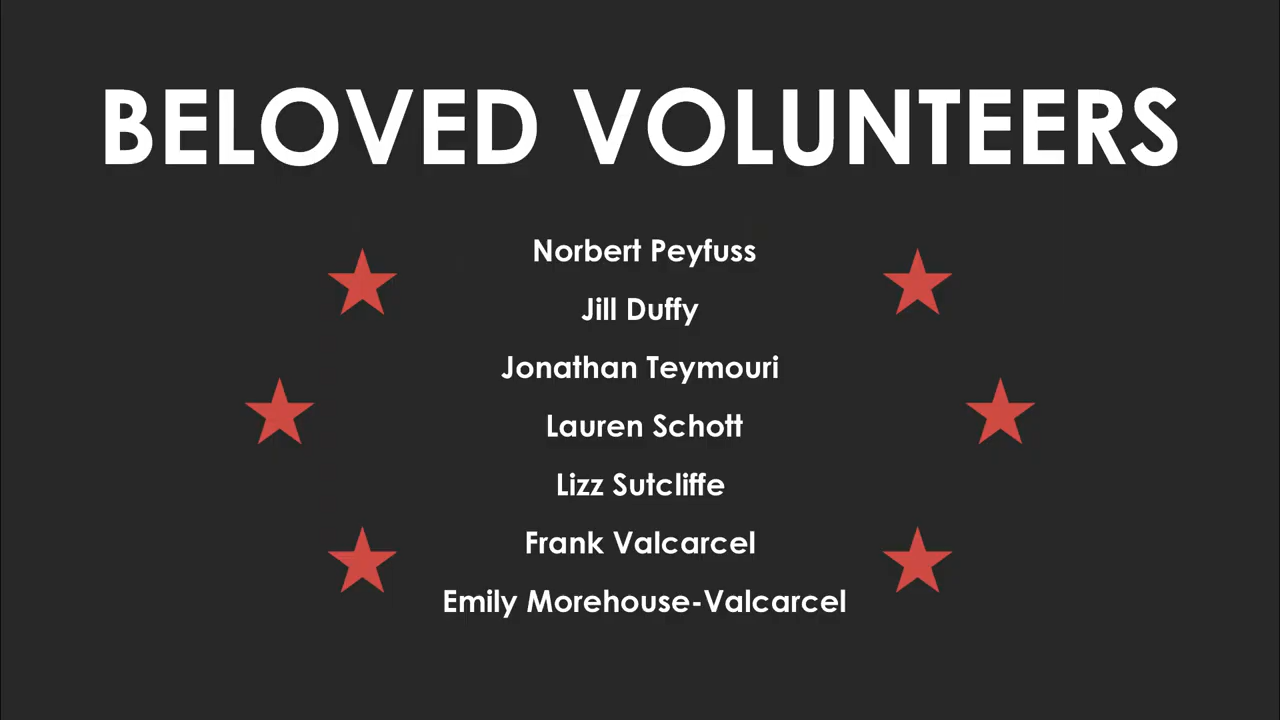 BELOVED VOLUNTEERS
Norbert Peyfuss
Jill Duffy
Jonathan Teymouri
Lauren Schott
Lizz Sutcliffe
Frank Valcarcel
Emily Morehouse-Valcarcel